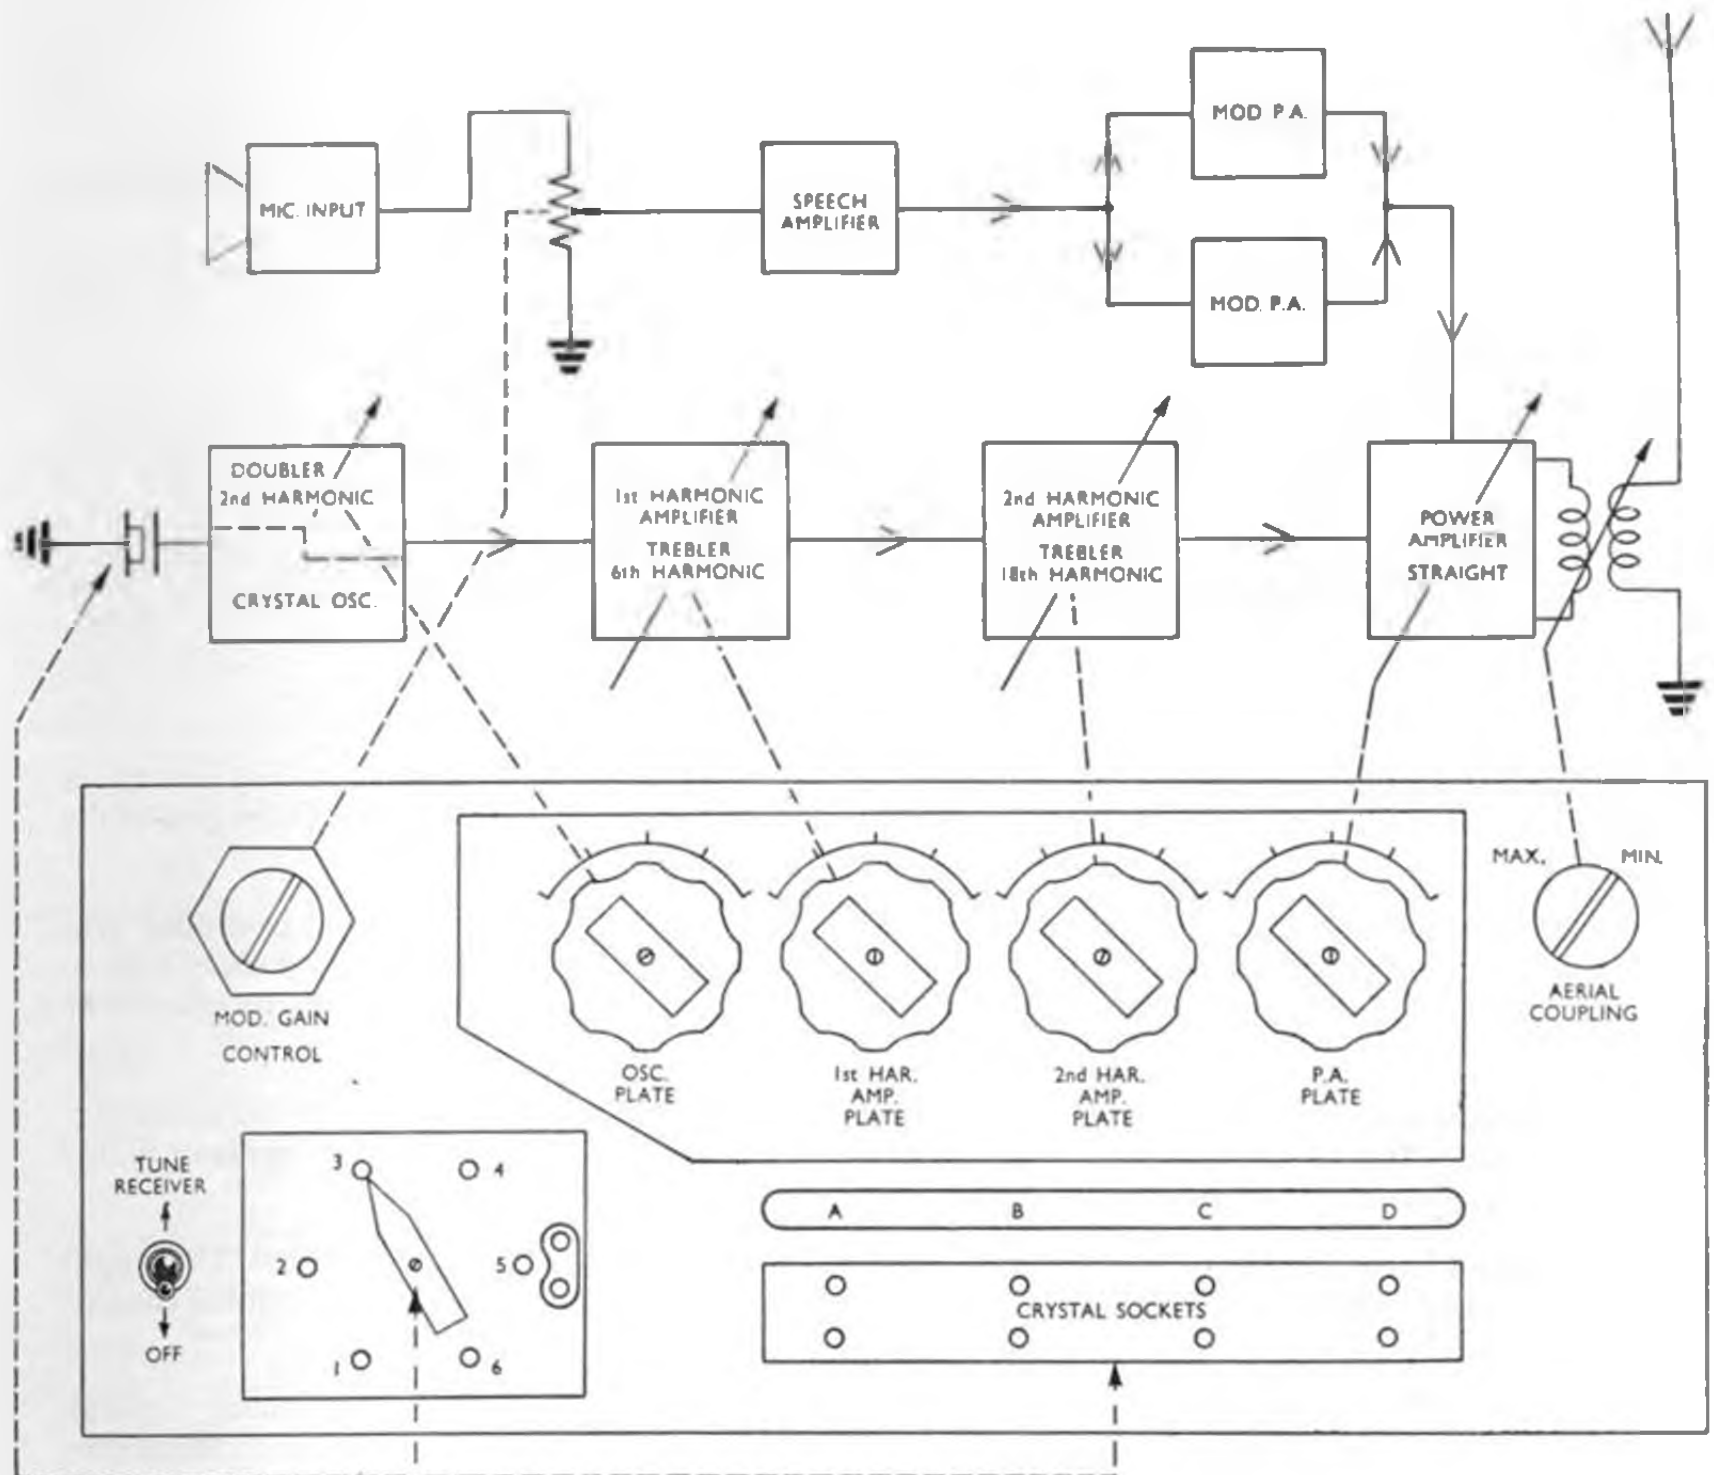 MOD P.A.
MIC. INPUT
SPEECH
AMPLIFIER
MOD. P.A.
DOUBLER
2nd HARMONIC
CRYSTAL OSC.
1st HARMONIC
AMPLIFIER
TREBLER
6th HARMONIC
2nd HARMONIC
AMPLIFIER
TREBLER
18th HARMONIC
POWER
AMPLIFIER
STRAIGHT
MAX.
MIN.
MOD. GAIN
CONTROL
OSC.
PLATE
1st HAR.
AMP.
PLATE
2nd HAR.
AMP.
PLATE
P.A.
PLATE
AERIAL
COUPLING
TUNE
RECEIVER
OFF
3
4
2
5
1
6
A B C D
CRYSTAL SOCKETS